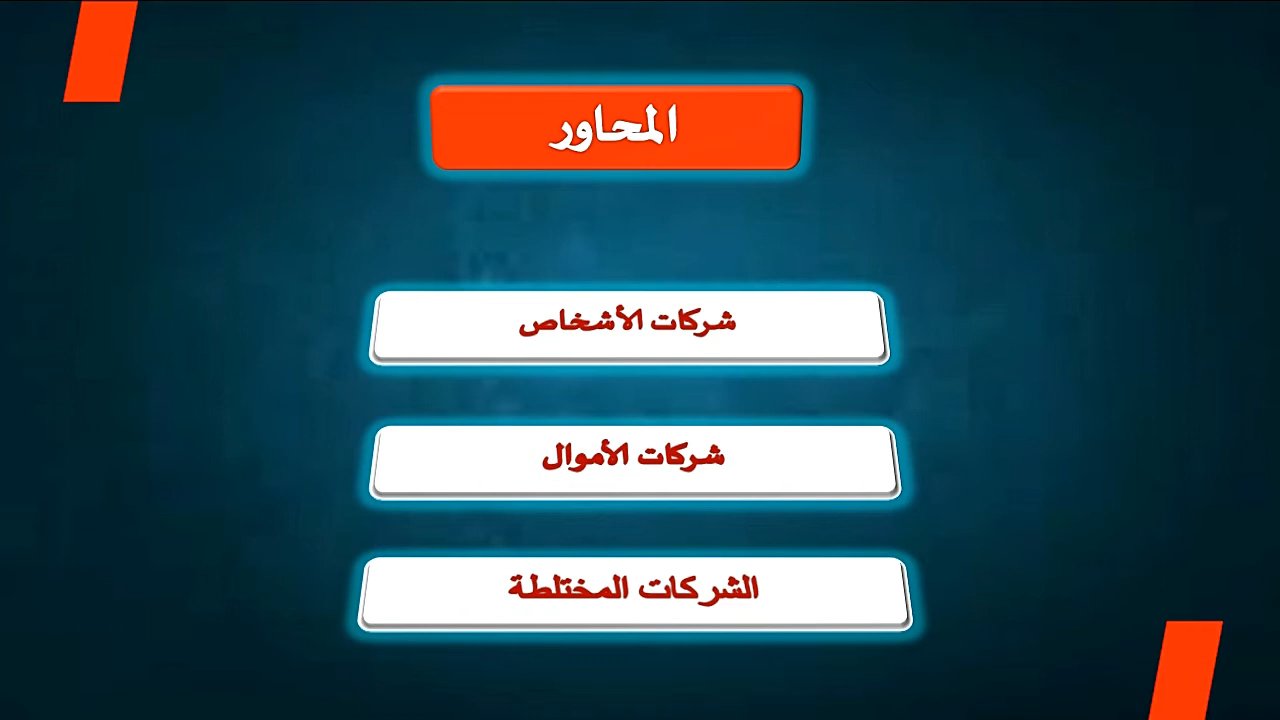 المحاور
شركات الأشخاص
شركات الأموال
الشركات المختلطة